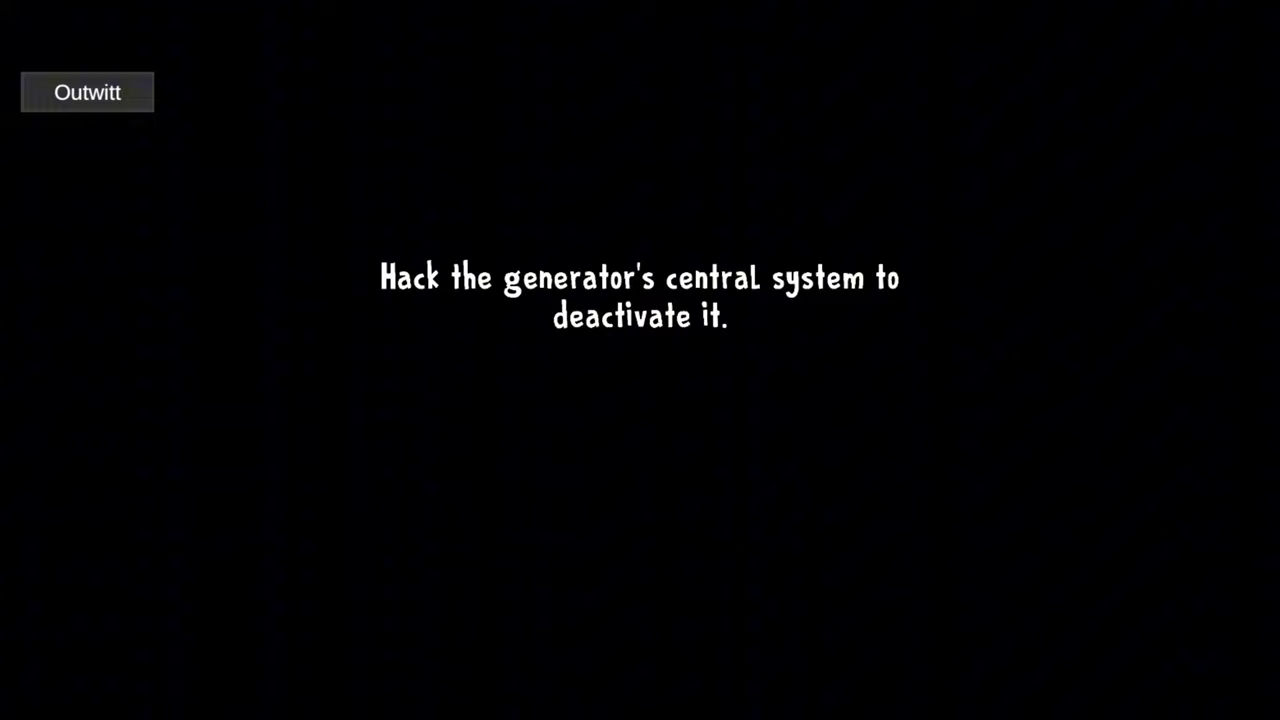 Outwitt
Hack the generator's central system to
deactivate it.